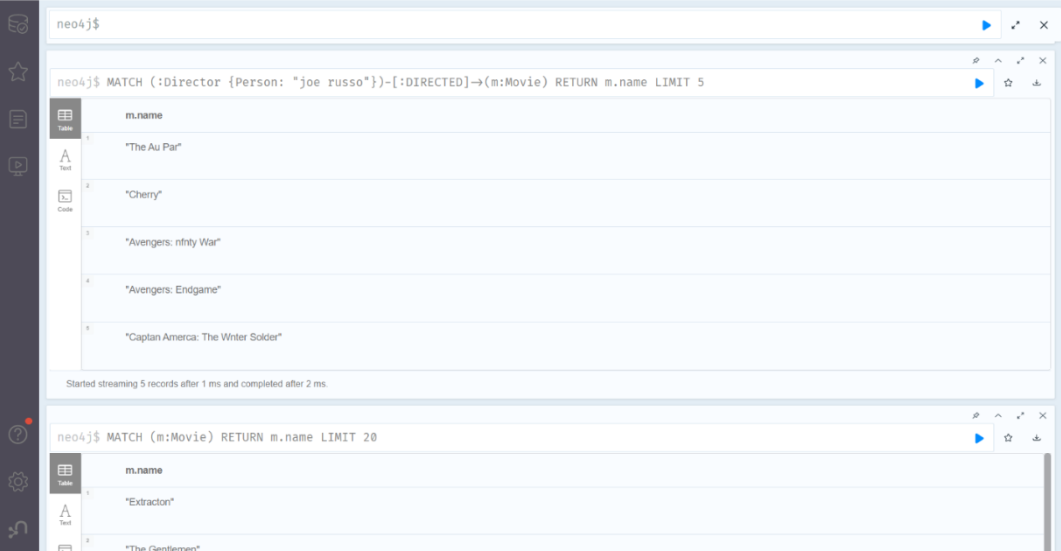 neo4j$
neo4j$ MATCH (:Director {Person: "joe russo"})-[:DIRECTED]→(m:Movie) RETURN m.name LIMIT 5
Table
m.name
1
"The Au Par"
Text
2
"Cherry"
Code
3
"Avengers: nfnty War"
4
"Avengers: Endgame"
5
"Captan Amerca: The Wnter Solder"
Started streaming 5 records after 1 ms and completed after 2 ms.
neo4j$ MATCH (m:Movie) RETURN m.name LIMIT 20
Table
m.name
1
"Extracton"
Text
2
"The Gentlemen"